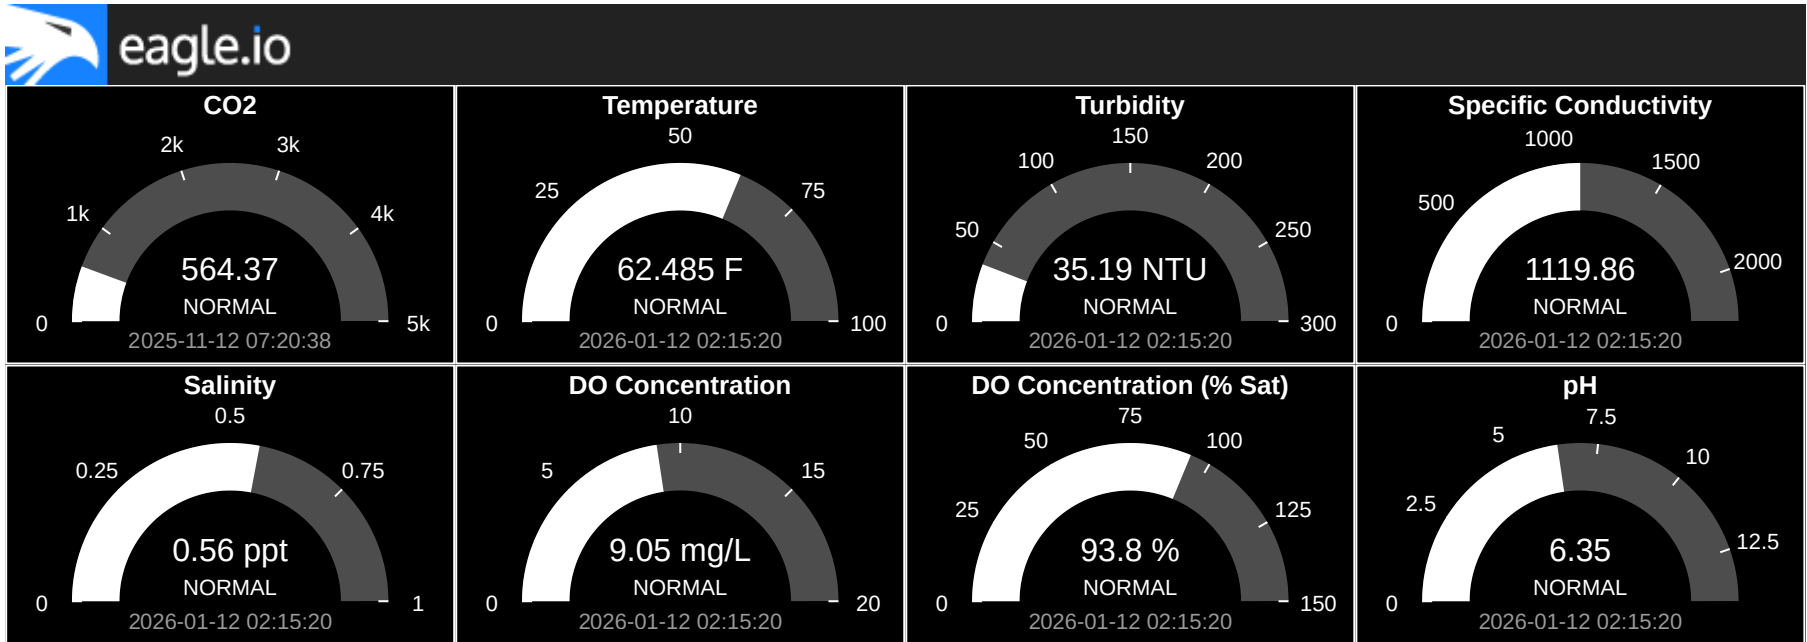 eagle.io
CO2
0
1k
2k
3k
4k
5k
564.37
NORMAL
2025-11-12 07:20:38
Temperature
0
25
50
75
100
62.485 F
NORMAL
2026-01-12 02:15:20
Turbidity
0
50
100
150
200
250
300
35.19 NTU
NORMAL
2026-01-12 02:15:20
Specific Conductivity
0
500
1000
1500
2000
1119.86
NORMAL
2026-01-12 02:15:20
Salinity
0
0.25
0.5
0.75
1
0.56 ppt
NORMAL
2026-01-12 02:15:20
DO Concentration
0
5
10
15
20
9.05 mg/L
NORMAL
2026-01-12 02:15:20
DO Concentration (% Sat)
0
25
50
75
100
125
150
93.8 %
NORMAL
2026-01-12 02:15:20
pH
0
2.5
5
7.5
10
12.5
6.35
NORMAL
2026-01-12 02:15:20